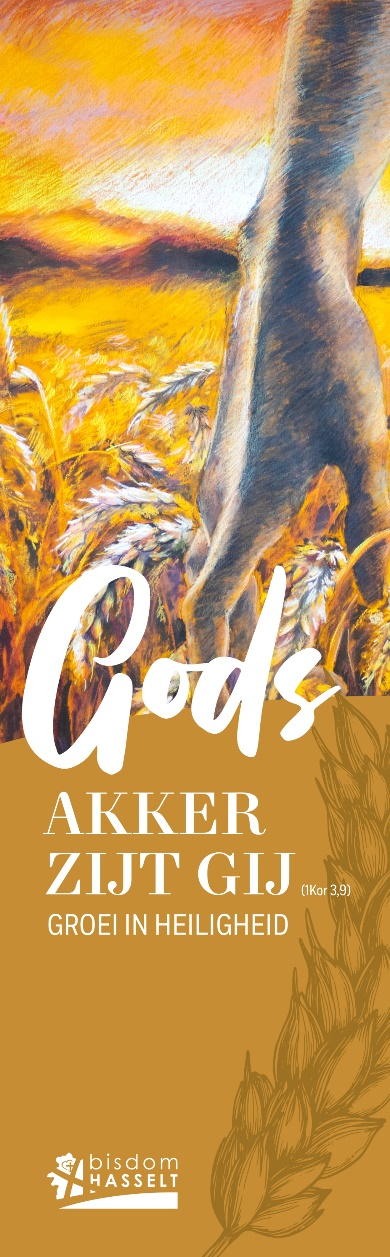 Gods
AKKER
ZIJT GIJ (1Kor 3,9)
GROEI IN HEILIGHEID
bisdom
HASSELT